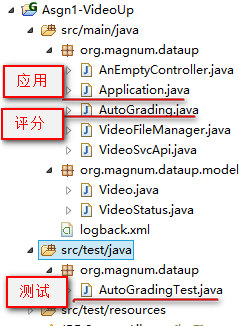 Asgn1-VideoUp
src/main/java
org.magnum.dataup
AnEmptyController.java
应用
Application.java
AutoGrading.java
评分
VideoFileManager.java
VideoSvcApi.java
org.magnum.dataup.model
Video.java
VideoStatus.java
logback.xml
src/test/java
org.magnum.dataup
测试
AutoGradingTest.java
src/test/resources